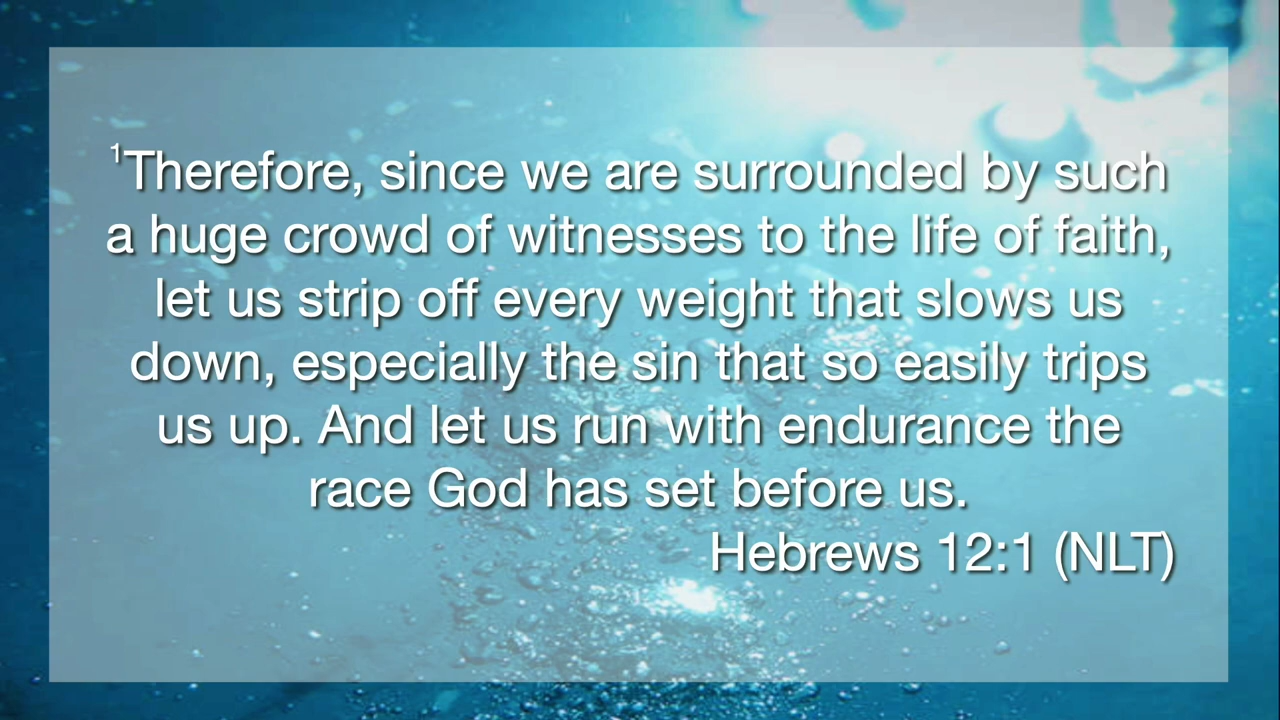 ¹Therefore, since we are surrounded by such
a huge crowd of witnesses to the life of faith,
let us strip off every weight that slows us
down, especially the sin that so easily trips
us up. And let us run with endurance the
race God has set before us.
Hebrews 12:1 (NLT)